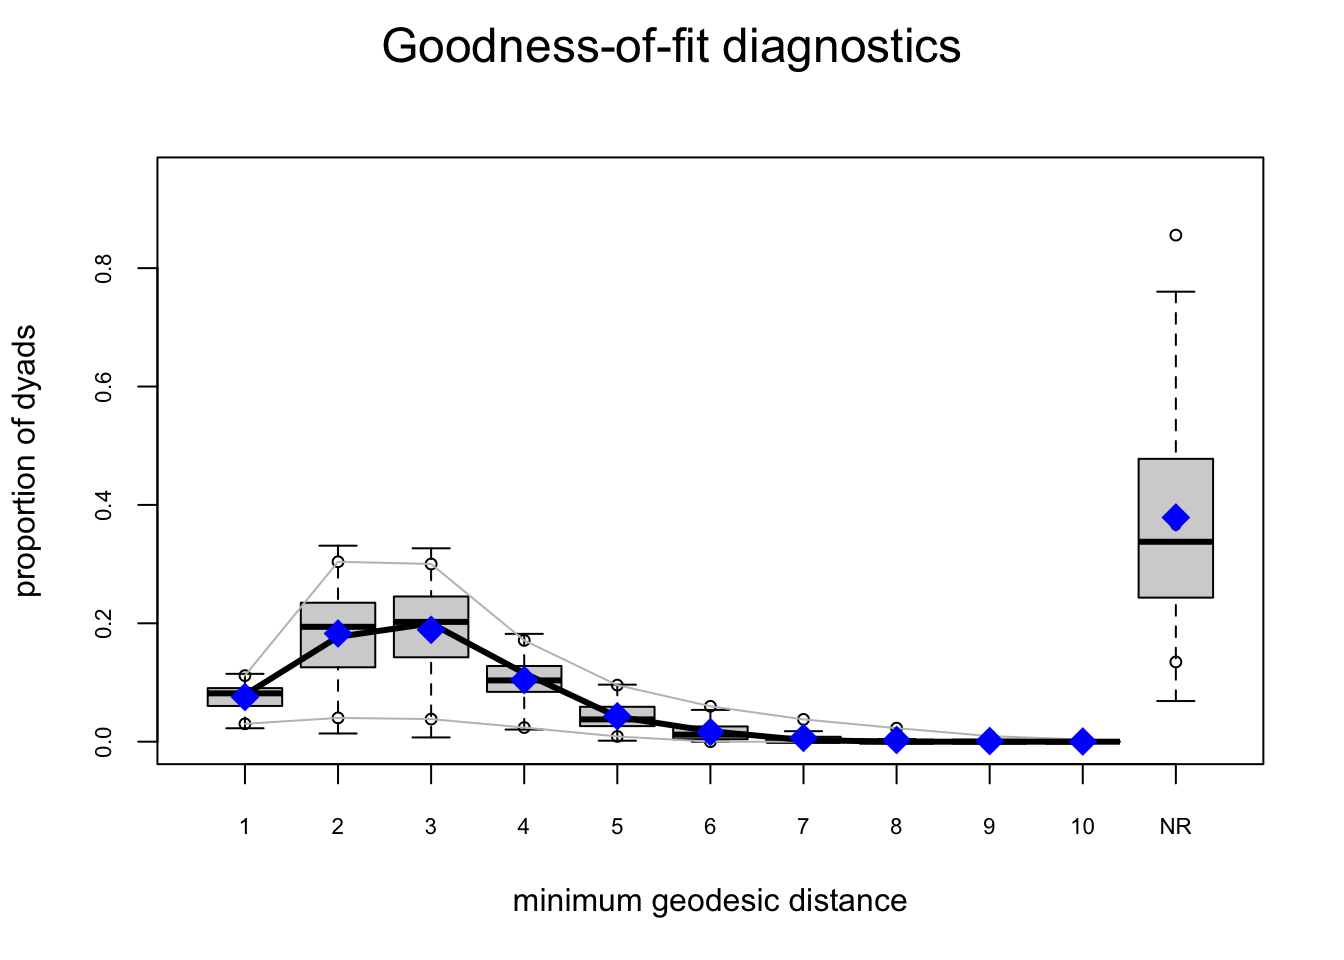 Goodness-of-fit diagnostics
proportion of dyads
0.8
0.6
0.4
0.2
0.0
1 2 3 4 5 6 7 8 9 10 NR
minimum geodesic distance